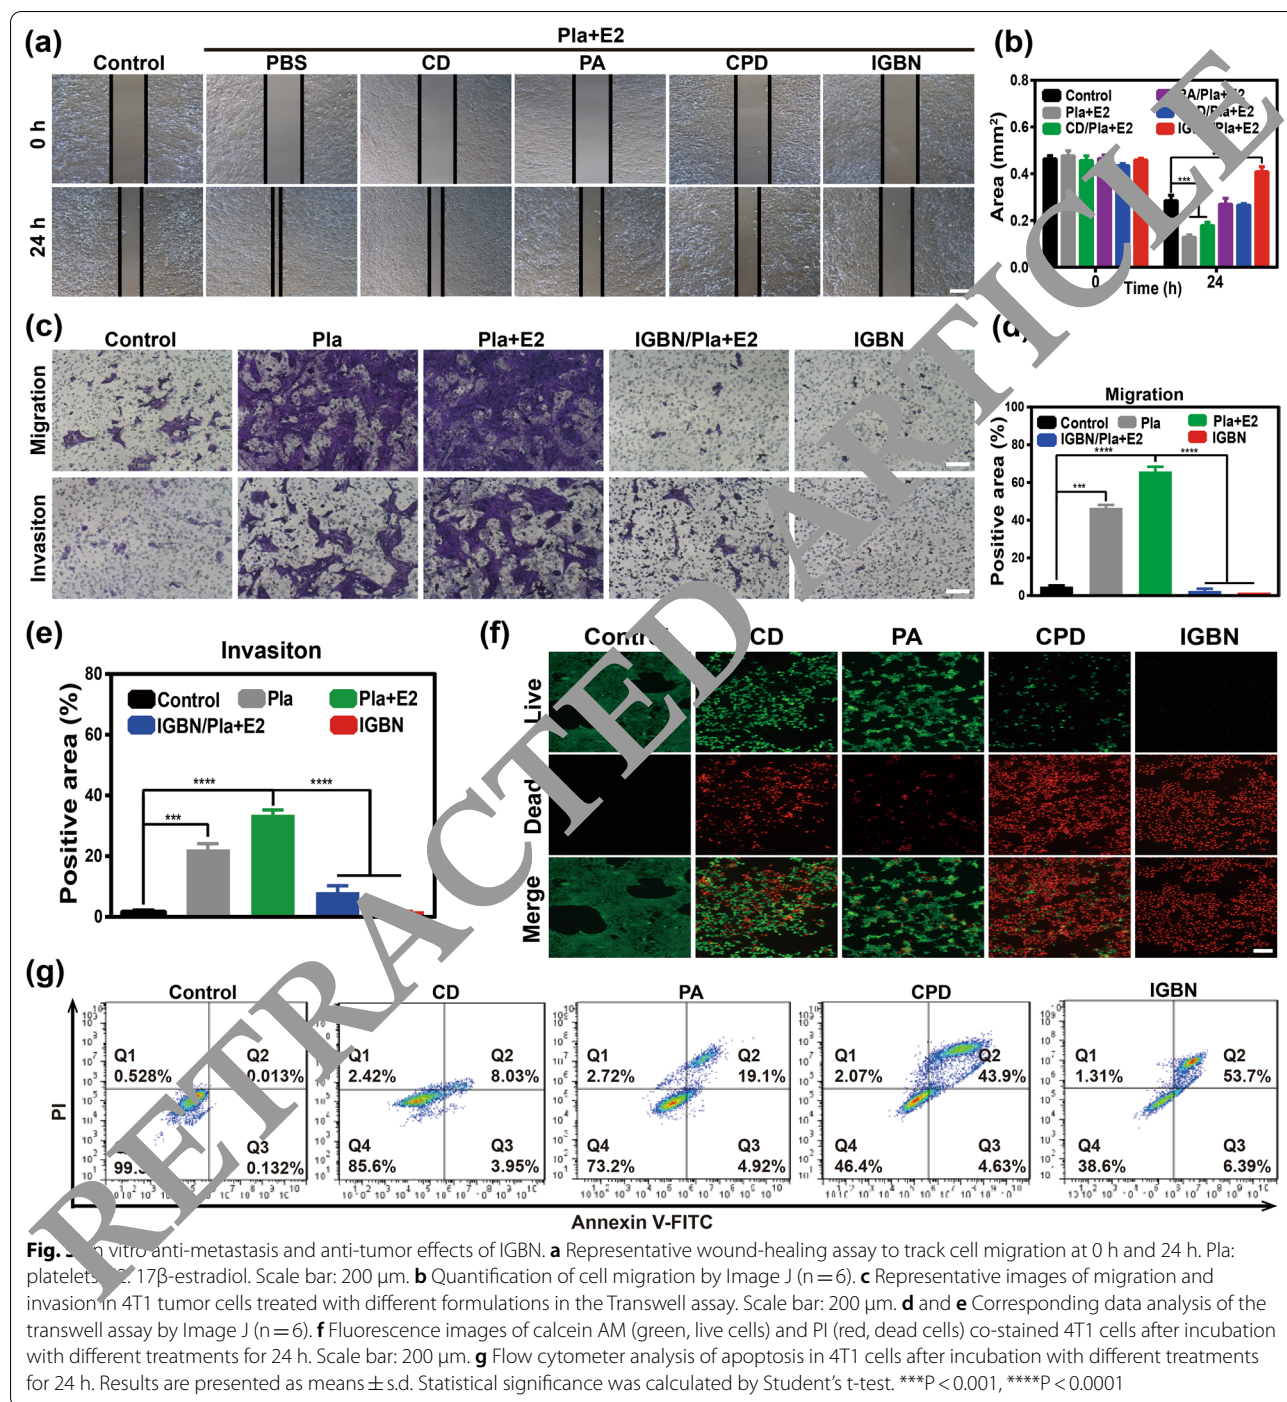 (a)
Pla+E2
Control PBS CD PA CPD IGBN
0 h
24 h
(b)
Area (mm²)
0.8
0.6
0.4
0.2
0.0
Control
Pla+E2
CD/Pla+E2
/Pla+E2
/Pla+E2
/Pla+E2
***
0 24
Time (h)
(c)
Control Pla Pla+E2 IGBN/Pla+E2 IGBN
Migration
Invasiton
(d)
Migration
Positive area (%)
100
80
60
40
20
0
Control Pla Pla+E2
IGBN/Pla+E2 IGBN
**** ****
***
(e)
Invasiton
Positive area (%)
80
60
40
20
0
Control Pla Pla+E2
IGBN/Pla+E2 IGBN
**** ****
***
(f)
Control CD PA CPD IGBN
Live
Dead
Merge
(g)
Control CD PA CPD IGBN
Q1 Q2 Q1 Q2 Q1 Q2 Q1 Q2 Q1 Q2
0.528% 0.013% 2.42% 8.03% 2.72% 19.1% 2.07% 43.9% 1.31% 53.7%
Q3 Q4 Q3 Q4 Q3 Q4 Q3 Q4 Q3
0.132% 85.6% 3.95% 73.2% 4.92% 46.4% 4.63% 38.6% 6.39%
PI
Annexin V-FITC
RETRACTED ARTICLE
Fig. vitro anti-metastasis and anti-tumor effects of IGBN. a Representative wound-healing assay to track cell migration at 0 h and 24 h. Pla:
platelets 17β-estradiol. Scale bar: 200 μm. b Quantification of cell migration by Image J (n = 6). c Representative images of migration and
invasion in 4T1 tumor cells treated with different formulations in the Transwell assay. Scale bar: 200 μm. d and e Corresponding data analysis of the
transwell assay by Image J (n = 6). f Fluorescence images of calcein AM (green, live cells) and PI (red, dead cells) co-stained 4T1 cells after incubation
with different treatments for 24 h. Scale bar: 200 μm. g Flow cytometer analysis of apoptosis in 4T1 cells after incubation with different treatments
for 24 h. Results are presented as means ± s.d. Statistical significance was calculated by Student's t-test. ***P < 0.001, ****P < 0.0001